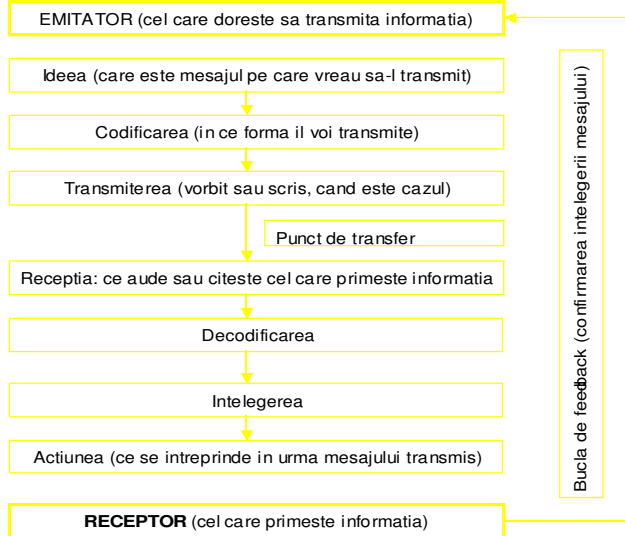 EMITATOR (cel care doreste sa transmita informatia)
Ideea (care este mesajul pe care vreau sa-l transmit)
Codificarea (in ce forma il voi transmite)
Transmiterea (vorbit sau scris, cand este cazul)
Punct de transfer
Receptia: ce aude sau citeste cel care primeste informatia
Decodificarea
Intelegerea
Actiunea (ce se intreprinde in urma mesajului transmis)
RECEPTOR (cel care primeste informatia)
Bucla de feedback (confirmarea intelegerii mesajului)